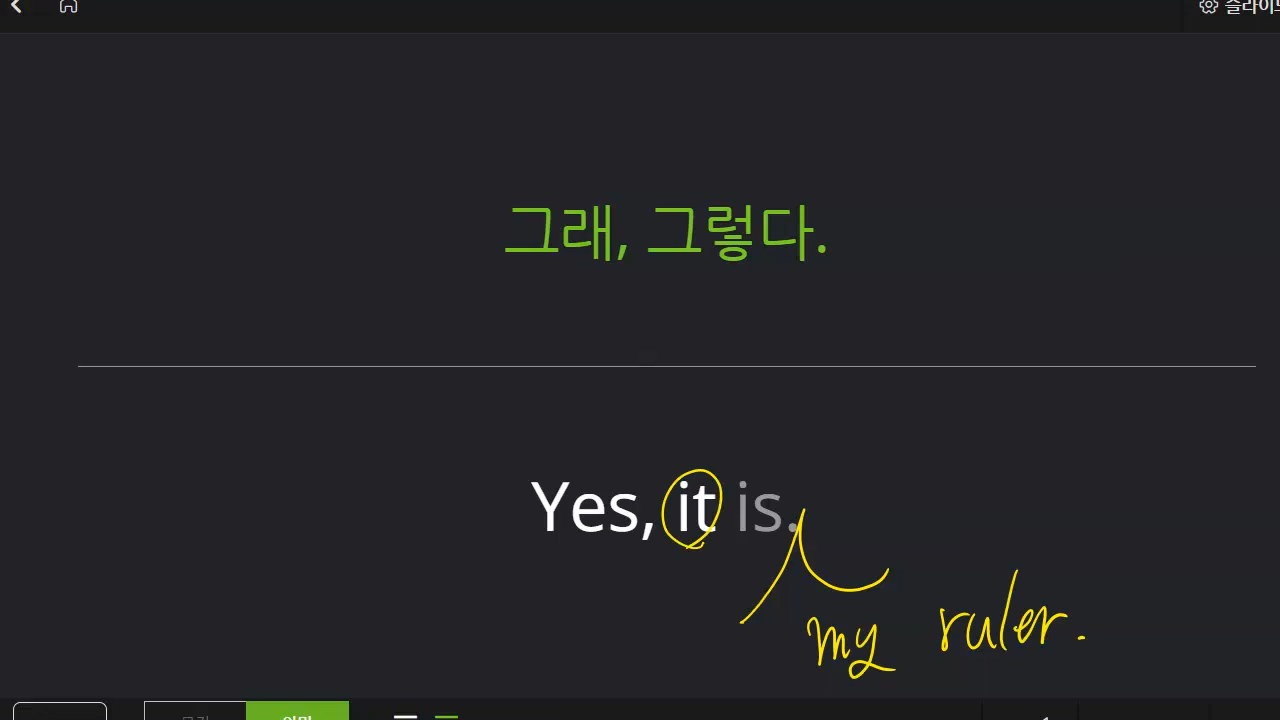 그래, 그렇다.
Yes, it is.
my ruler.